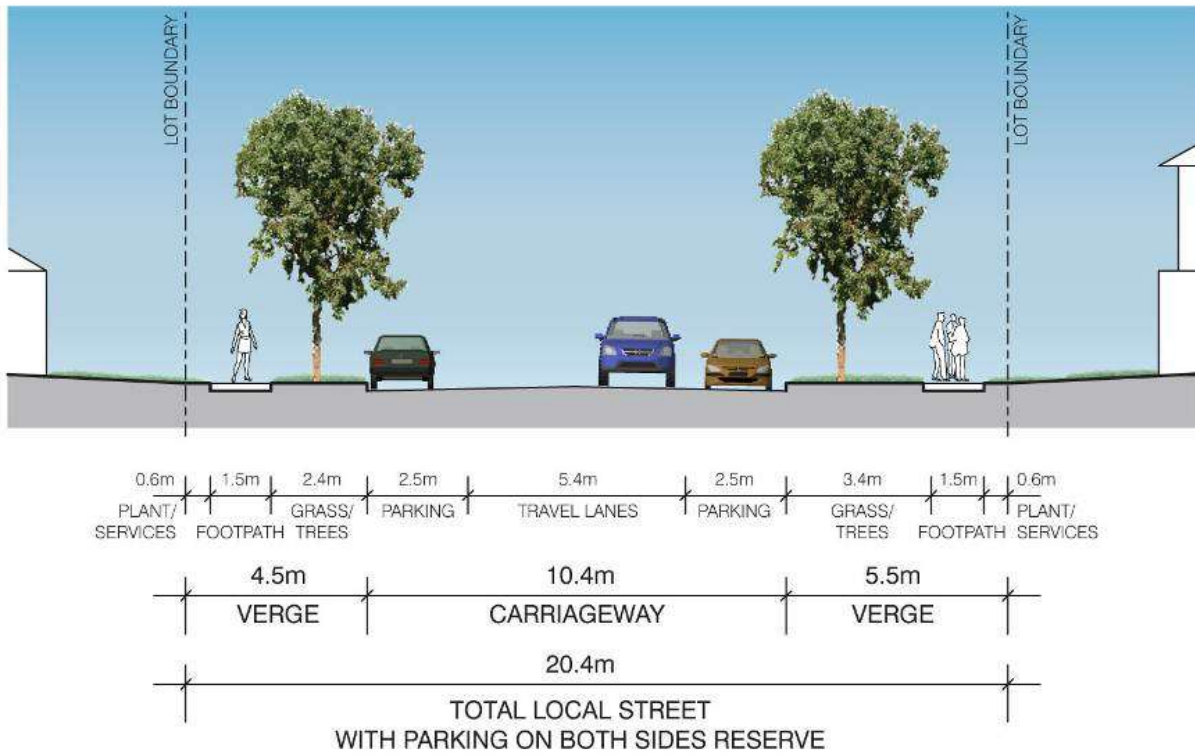 LOT BOUNDARY
LOT BOUNDARY
0.6m 1.5m 2.4m 2.5m 5.4m 2.5m 3.4m 1.5m 0.6m
PLANT/ GRASS/ PARKING TRAVEL LANES PARKING GRASS/ PLANT/
SERVICES FOOTPATH TREES TREES FOOTPATH SERVICES
4.5m 10.4m 5.5m
VERGE CARRIAGEWAY VERGE
20.4m
TOTAL LOCAL STREET
WITH PARKING ON BOTH SIDES RESERVE